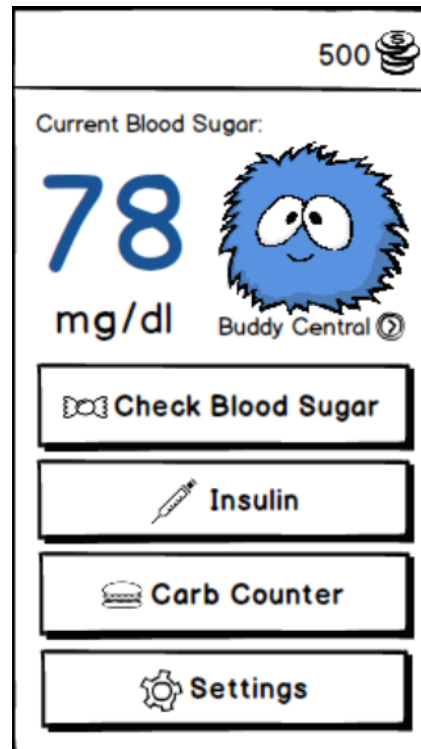 500
Current Blood Sugar:
78
mg/dl
Buddy Central
Check Blood Sugar
Insulin
Carb Counter
Settings